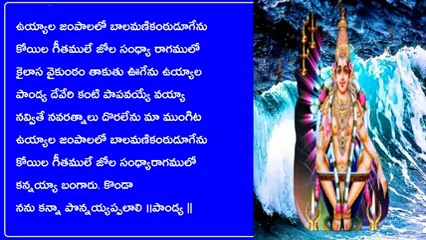 ఉయ్యాల జంపాలలో బాలమణికంఠుడూగేను
కోయిల గీతములే జోల సంధ్యా రాగములో
కైలాస వైకుంఠం తాకుతు ఊగేను ఉయ్యాల
పాండ్య దేవేరి కంటి పాపవయ్యే వయ్యా
నవ్వితే నవరత్నాలు దొరలేను మా ముంగిట
ఉయ్యాల జంపాలలో బాలమణికంఠుడూగేను
కోయిల గీతములే జోల సంధ్యారాగములో
కన్నయ్యా బంగారు. కొండా
నను కన్నా పొన్నయ్యప్పలాలి ||పాండ్య ||